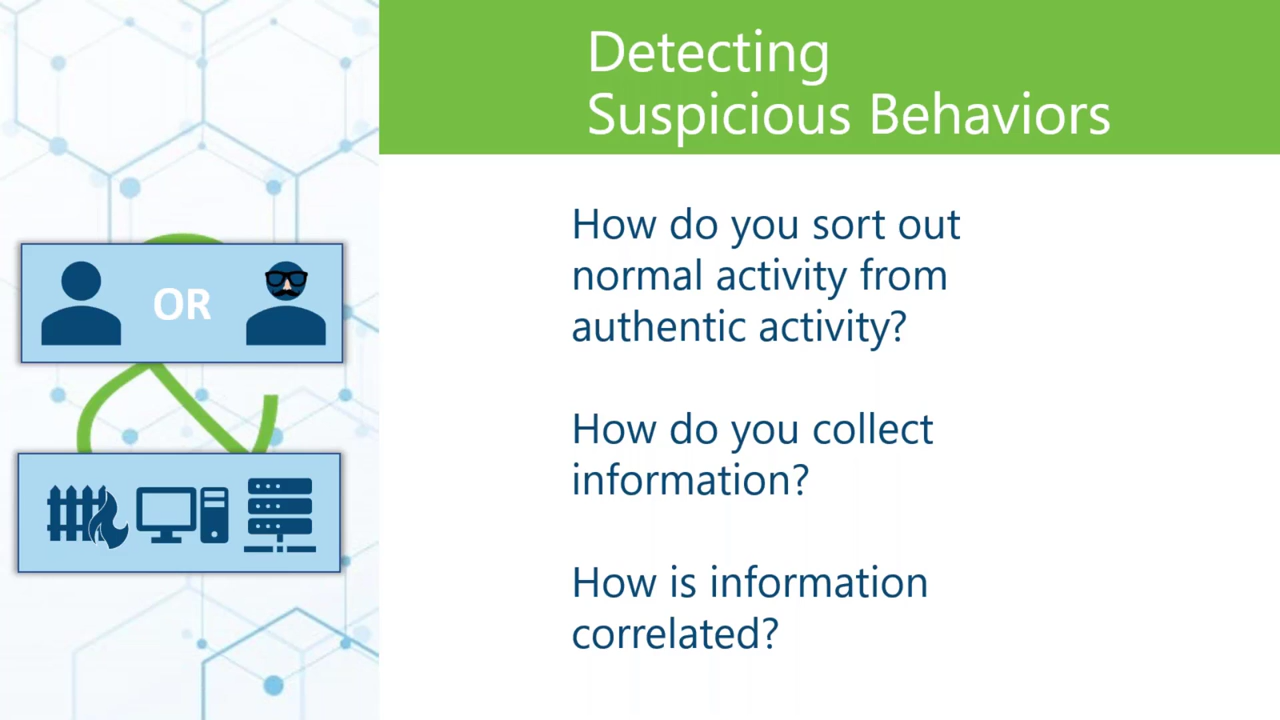 Detecting
Suspicious Behaviors
OR
How do you sort out
normal activity from
authentic activity?
How do you collect
information?
How is information
correlated?